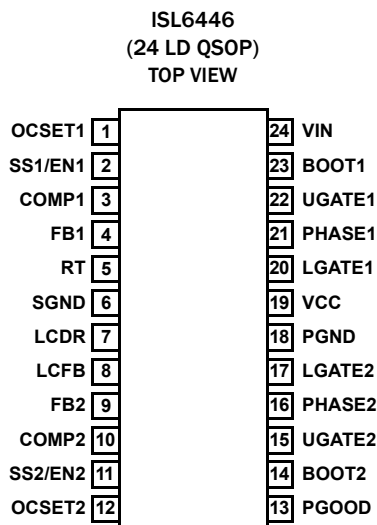 ISL6446
(24 LD QSOP)
TOP VIEW
OCSET1 1 24 VIN
SS1/EN1 2 23 BOOT1
COMP1 3 22 UGATE1
FB1 4 21 PHASE1
RT 5 20 LGATE1
SGND 6 19 VCC
LCDR 7 18 PGND
LCFB 8 17 LGATE2
FB2 9 16 PHASE2
COMP2 10 15 UGATE2
SS2/EN2 11 14 BOOT2
OCSET2 12 13 PGOOD